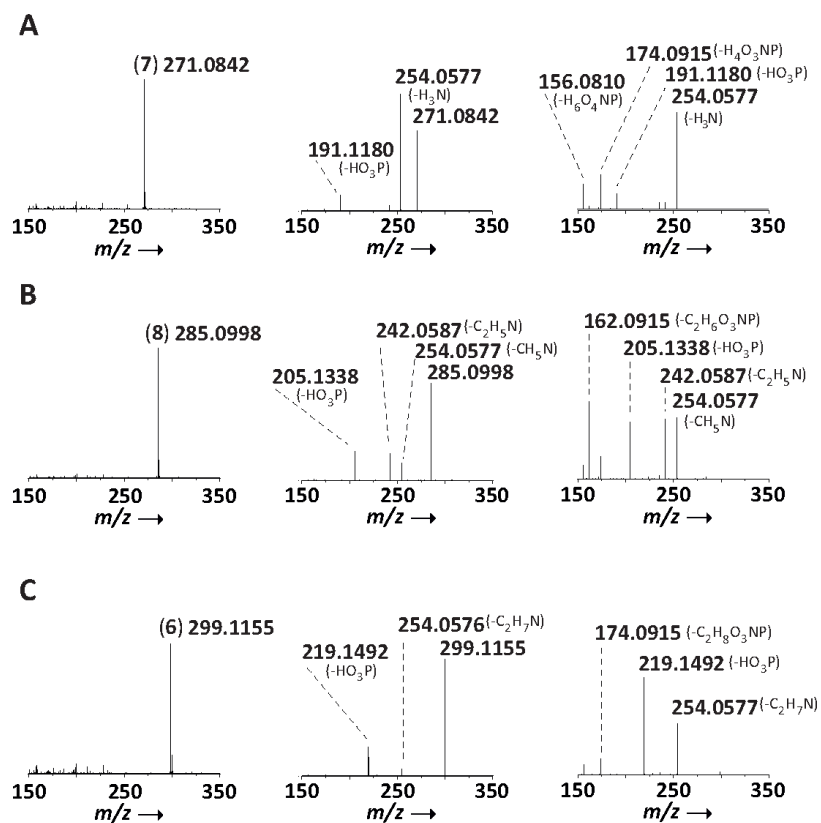 A
(7) 271.0842
254.0577
(-H3N)
271.0842
191.1180
(-HO3P)
174.0915(-H4O3NP)
191.1180(-HO3P)
156.0810
(-H6O4NP)
254.0577
(-H3N)
150 250 350
m/z →
150 250 350
m/z →
150 250 350
m/z →
B
(8) 285.0998
242.0587(-C2H5N)
254.0577 (-CH5N)
285.0998
205.1338
(-HO3P)
162.0915 (-C2H6O3NP)
205.1338(-HO3P)
242.0587(-C2H5N)
254.0577
(-CH5N)
150 250 350
m/z →
150 250 350
m/z →
150 250 350
m/z →
C
(6) 299.1155
254.0576(-C2H7N)
299.1155
219.1492
(-HO3P)
174.0915 (-C2H8O3NP)
219.1492(-HO3P)
254.0577(-C2H7N)
150 250 350
m/z →
150 250 350
m/z →
150 250 350
m/z →